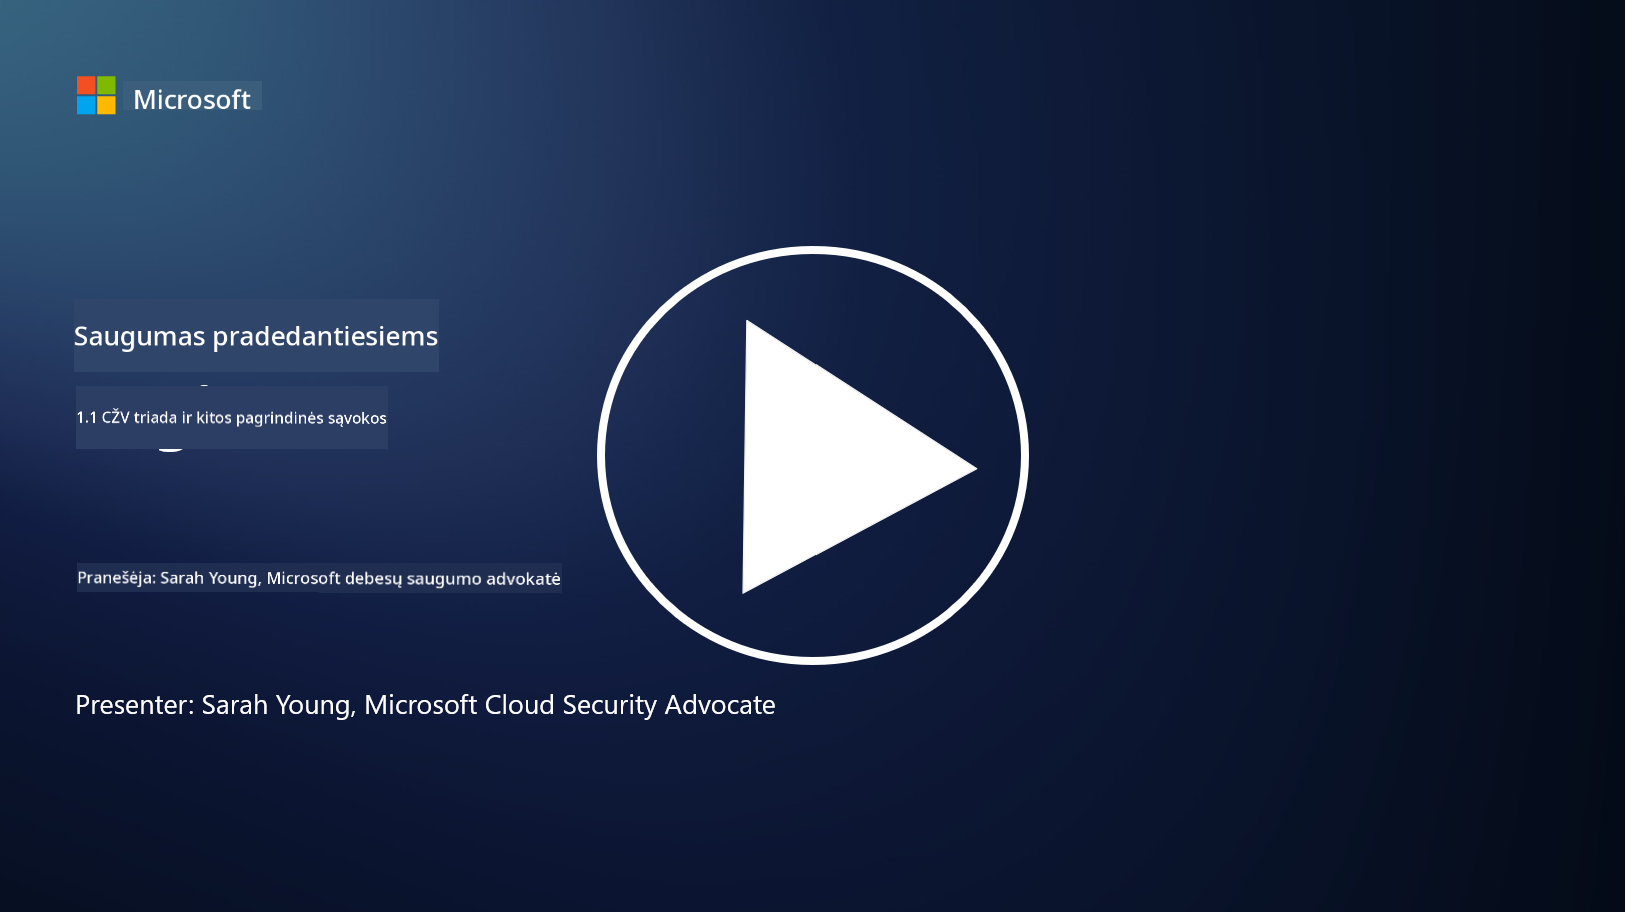 Microsoft
Saugumas pradedantiesiems
1.1 CŽV triada ir kitos pagrindinės sąvokos
Pranešėja: Sarah Young, Microsoft debesų saugumo advokatė
Presenter: Sarah Young, Microsoft Cloud Security Advocate